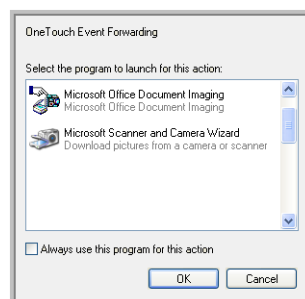 OneTouch Event Forwarding
Select the program to launch for this action:
Microsoft Office Document Imaging
Microsoft Office Document Imaging
Microsoft Scanner and Camera Wizard
Download pictures from a camera or scanner
Always use this program for this action
OK
Cancel